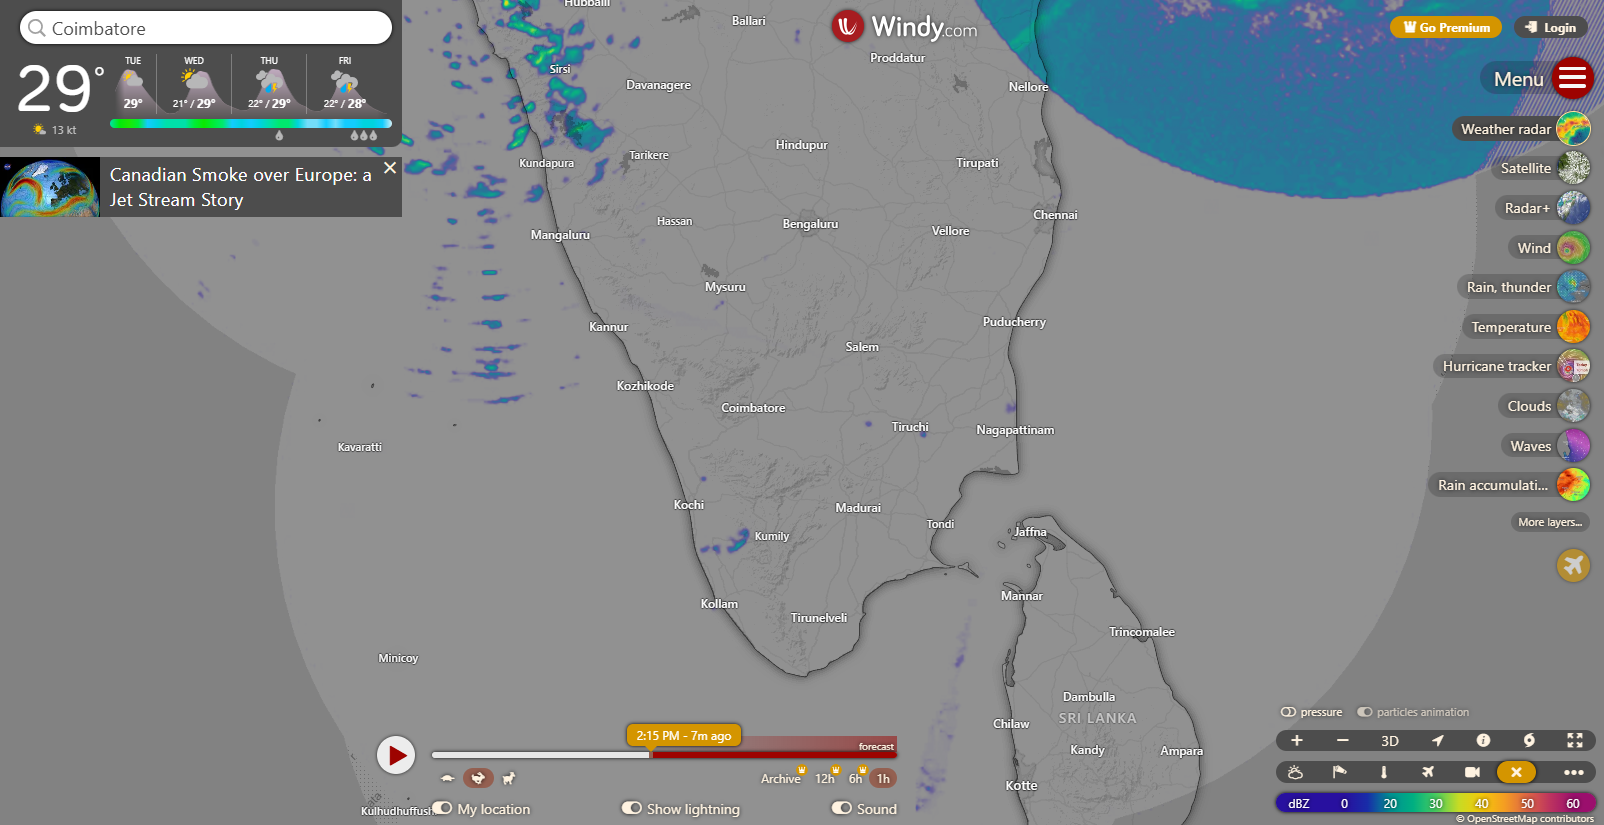 Coimbatore
29°
13 kt
TUE
29°
WED
21° / 29°
THU
22° / 29°
FRI
22° / 28°
Canadian Smoke over Europe: a
Jet Stream Story
Windy.com
Go Premium
Login
Menu
Weather radar
Satellite
Radar+
Wind
Rain, thunder
Temperature
Hurricane tracker
Clouds
Waves
Rain accumulati...
More layers...
Hubballi
Ballari
Proddatur
Sirsi
Davanagere
Nellore
Hindupur
Kundapura
Tarikere
Tirupati
Chennai
Hassan
Bengaluru
Vellore
Mangaluru
Mysuru
Kannur
Puducherry
Salem
Kozhikode
Coimbatore
Tiruchi
Nagapattinam
Kavaratti
Kochi
Madurai
Tondi
Kumily
Jaffna
Mannar
Kollam
Tirunelveli
Trincomalee
Minicoy
Dambulla
SRI LANKA
Chilaw
Kandy
Ampara
Kotte
Kulhudhuffush
2:15 PM - 7m ago
forecast
Archive
12h
6h
1h
My location
Show lightning
Sound
pressure
particles animation
3D
dBZ 0 20 30 40 50 60
© OpenStreetMap contributors